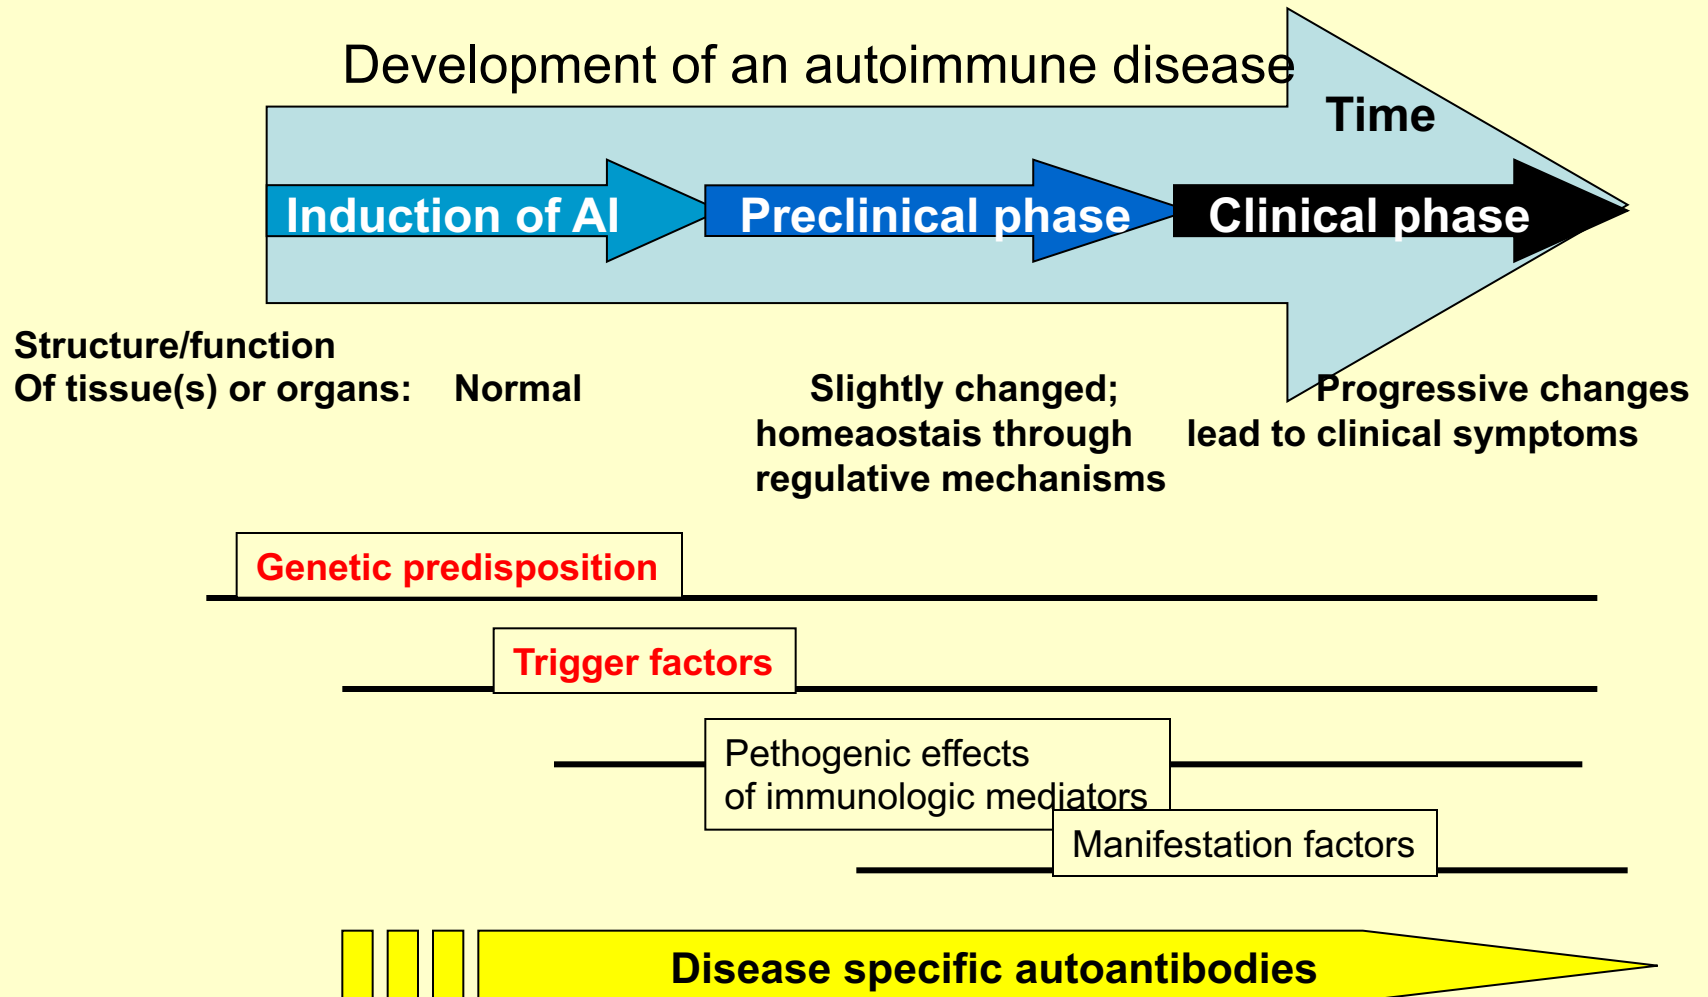 Development of an autoimmune disease
Time
Induction of AI
Preclinical phase
Clinical phase
Structure/function
Of tissue(s) or organs: Normal
Slightly changed;
homeaostais through
regulative mechanisms
Progressive changes
lead to clinical symptoms
Genetic predisposition
Trigger factors
Pethogenic effects
of immunologic mediators
Manifestation factors
Disease specific autoantibodies